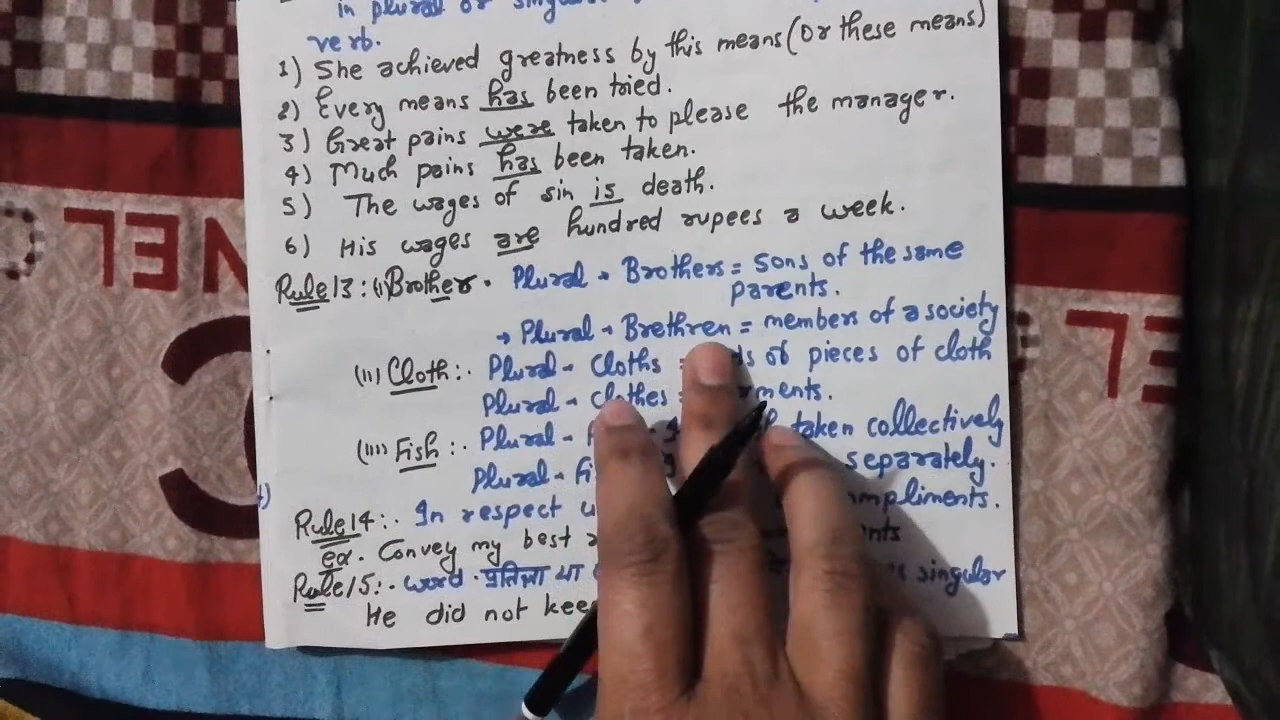 in plural or singular
verb.
1) She achieved greatness by this means (or these means)
2) Every means has been tried.
3) Great pains were taken to please the manager.
4) Much pains has been taken.
5) The wages of sin is death.
6) His wages are hundred rupees a week.
Rule 13 : (i) Brother. Plural → Brothers = sons of the same
parents.
→ Plural → Brethren = members of a society
(ii) Cloth :. Plural - Cloths of pieces of cloth
Plural - clothes =
(iii) Fish :. Plural - taken collectively
Plural - separately.
Rule 14 :. In respect compliments.
ex. Convey my best
Rule 15 :. word. प्रतिज्ञा या singular
He did not